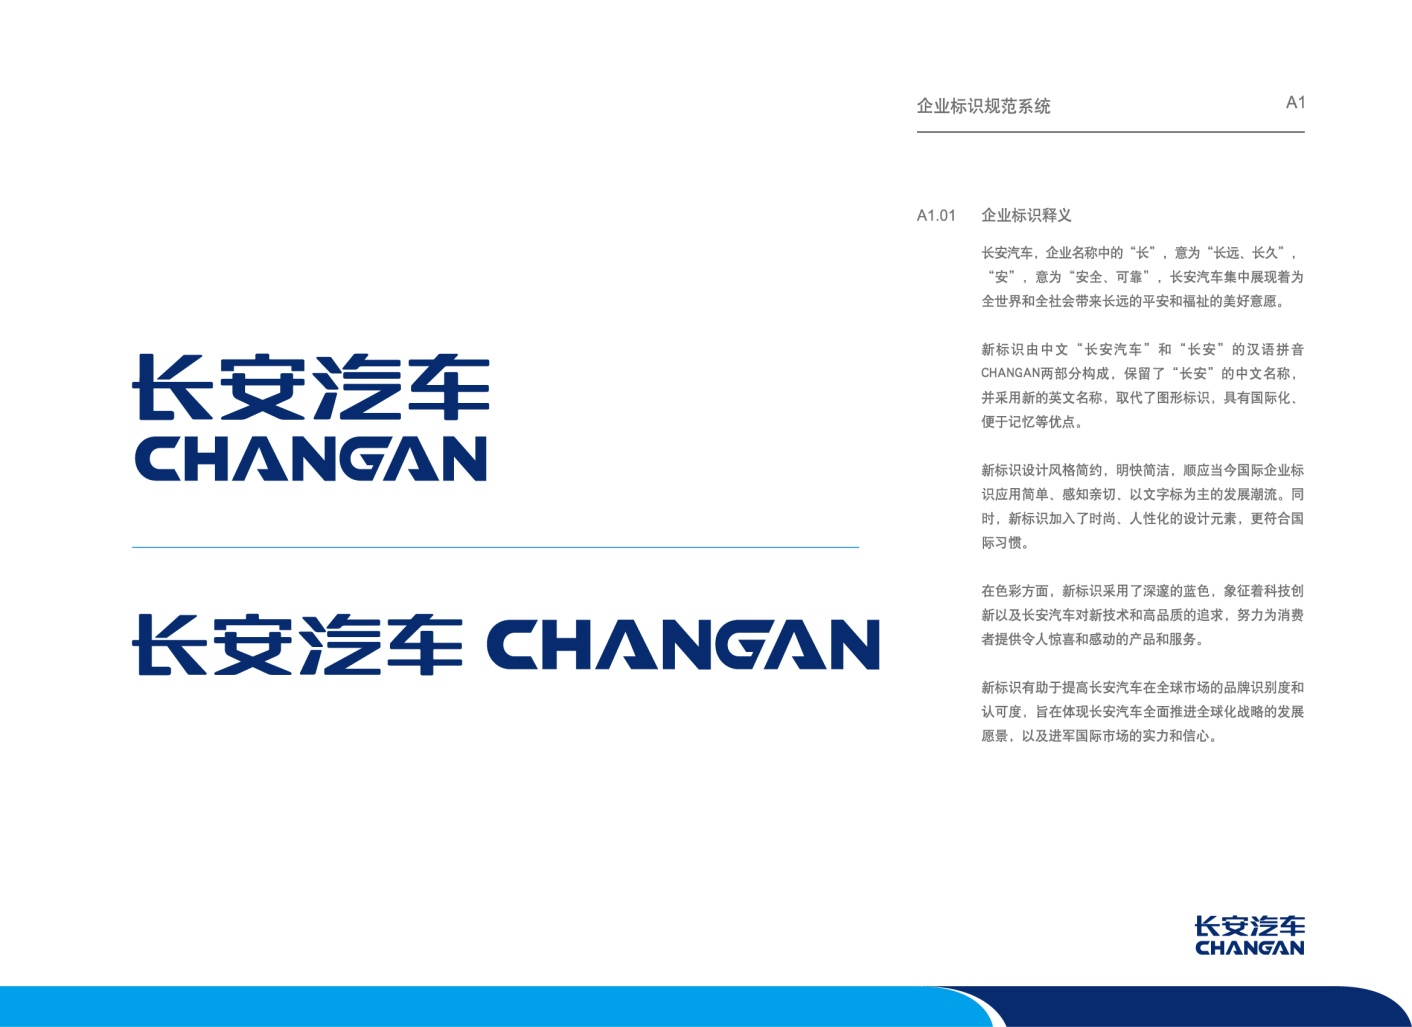 企业标识规范系统
A1
A1.01
企业标识释义
长安汽车，企业名称中的“长”，意为“长远、长久”，
“安”，意为“安全、可靠”，长安汽车集中展现着为
全世界和全社会带来长远的平安和福祉的美好意愿。
新标识由中文“长安汽车”和“长安”的汉语拼音
CHANGAN两部分构成，保留了“长安”的中文名称，
并采用新的英文名称，取代了图形标识，具有国际化、
便于记忆等优点。
新标识设计风格简约，明快简洁，顺应当今国际企业标
识应用简单、感知亲切、以文字标为主的发展潮流。同
时，新标识加入了时尚、人性化的设计元素，更符合国
际习惯。
在色彩方面，新标识采用了深邃的蓝色，象征着科技创
新以及长安汽车对新技术和高品质的追求，努力为消费
者提供令人惊喜和感动的产品和服务。
新标识有助于提高长安汽车在全球市场的品牌识别度和
认可度，旨在体现长安汽车全面推进全球化战略的发展
愿景，以及进军国际市场的实力和信心。
长安汽车
CHANGAN
长安汽车 CHANGAN
长安汽车
CHANGAN